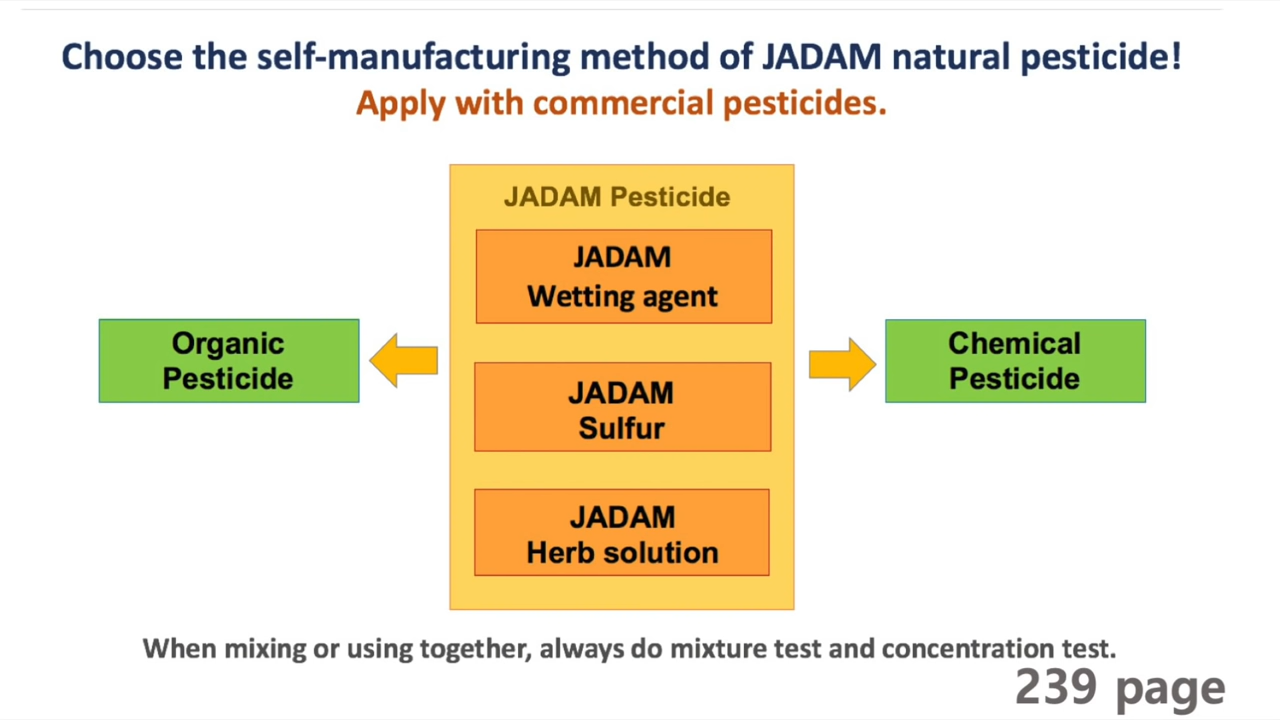 Choose the self-manufacturing method of JADAM natural pesticide!
Apply with commercial pesticides.
JADAM Pesticide
JADAM
Wetting agent
Organic
Pesticide
Chemical
Pesticide
JADAM
Sulfur
JADAM
Herb solution
When mixing or using together, always do mixture test and concentration test.
239 page